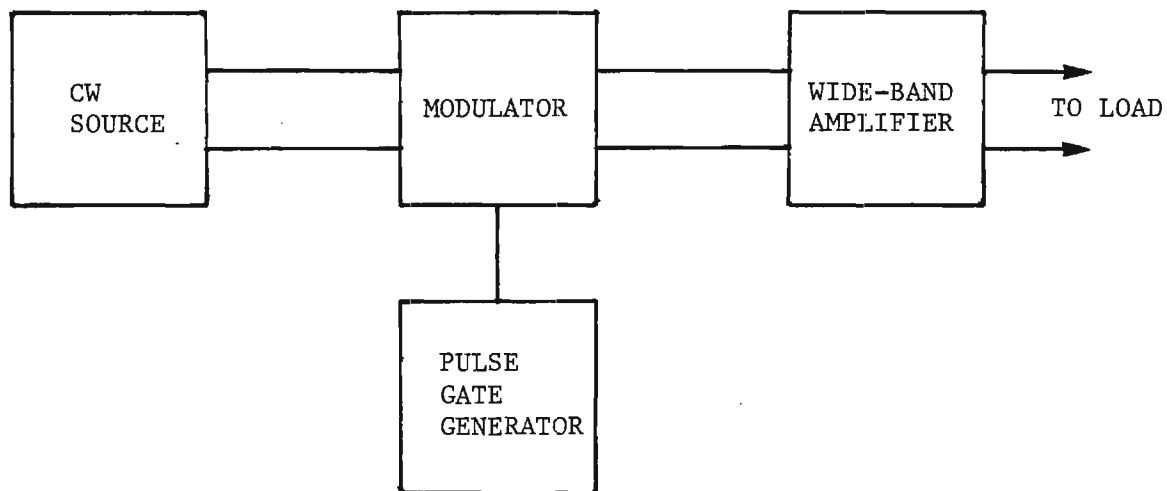 CW
SOURCE
MODULATOR
WIDE-BAND
AMPLIFIER
TO LOAD
PULSE
GATE
GENERATOR